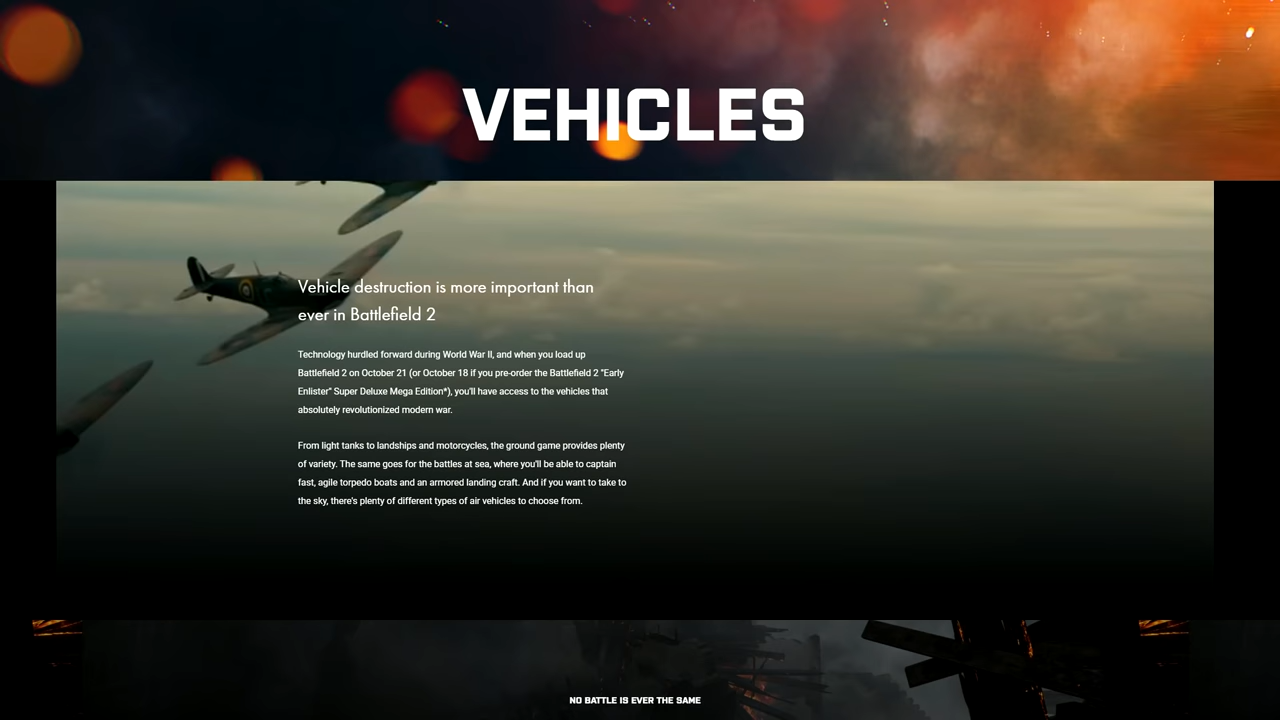 VEHICLES
Vehicle destruction is more important than
ever in Battlefield 2
Technology hurdled forward during World War II, and when you load up
Battlefield 2 on October 21 (or October 18 if you pre-order the Battlefield 2 "Early
Enlister" Super Deluxe Mega Edition*), you'll have access to the vehicles that
absolutely revolutionized modern war.
From light tanks to landships and motorcycles, the ground game provides plenty
of variety. The same goes for the battles at sea, where you'll be able to captain
fast, agile torpedo boats and an armored landing craft. And if you want to take to
the sky, there's plenty of different types of air vehicles to choose from.
NO BATTLE IS EVER THE SAME